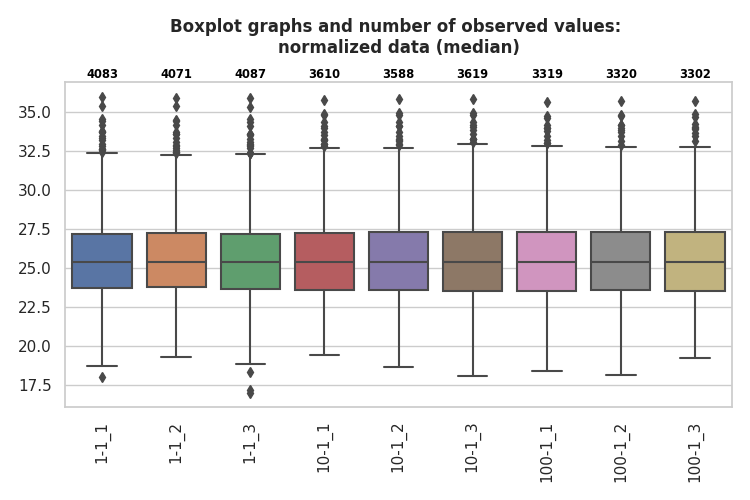 Boxplot graphs and number of observed values:
normalized data (median)
4083 4071 4087 3610 3588 3619 3319 3320 3302
35.0
32.5
30.0
27.5
25.0
22.5
20.0
17.5
1-1_1 1-1_2 1-1_3 10-1_1 10-1_2 10-1_3 100-1_1 100-1_2 100-1_3